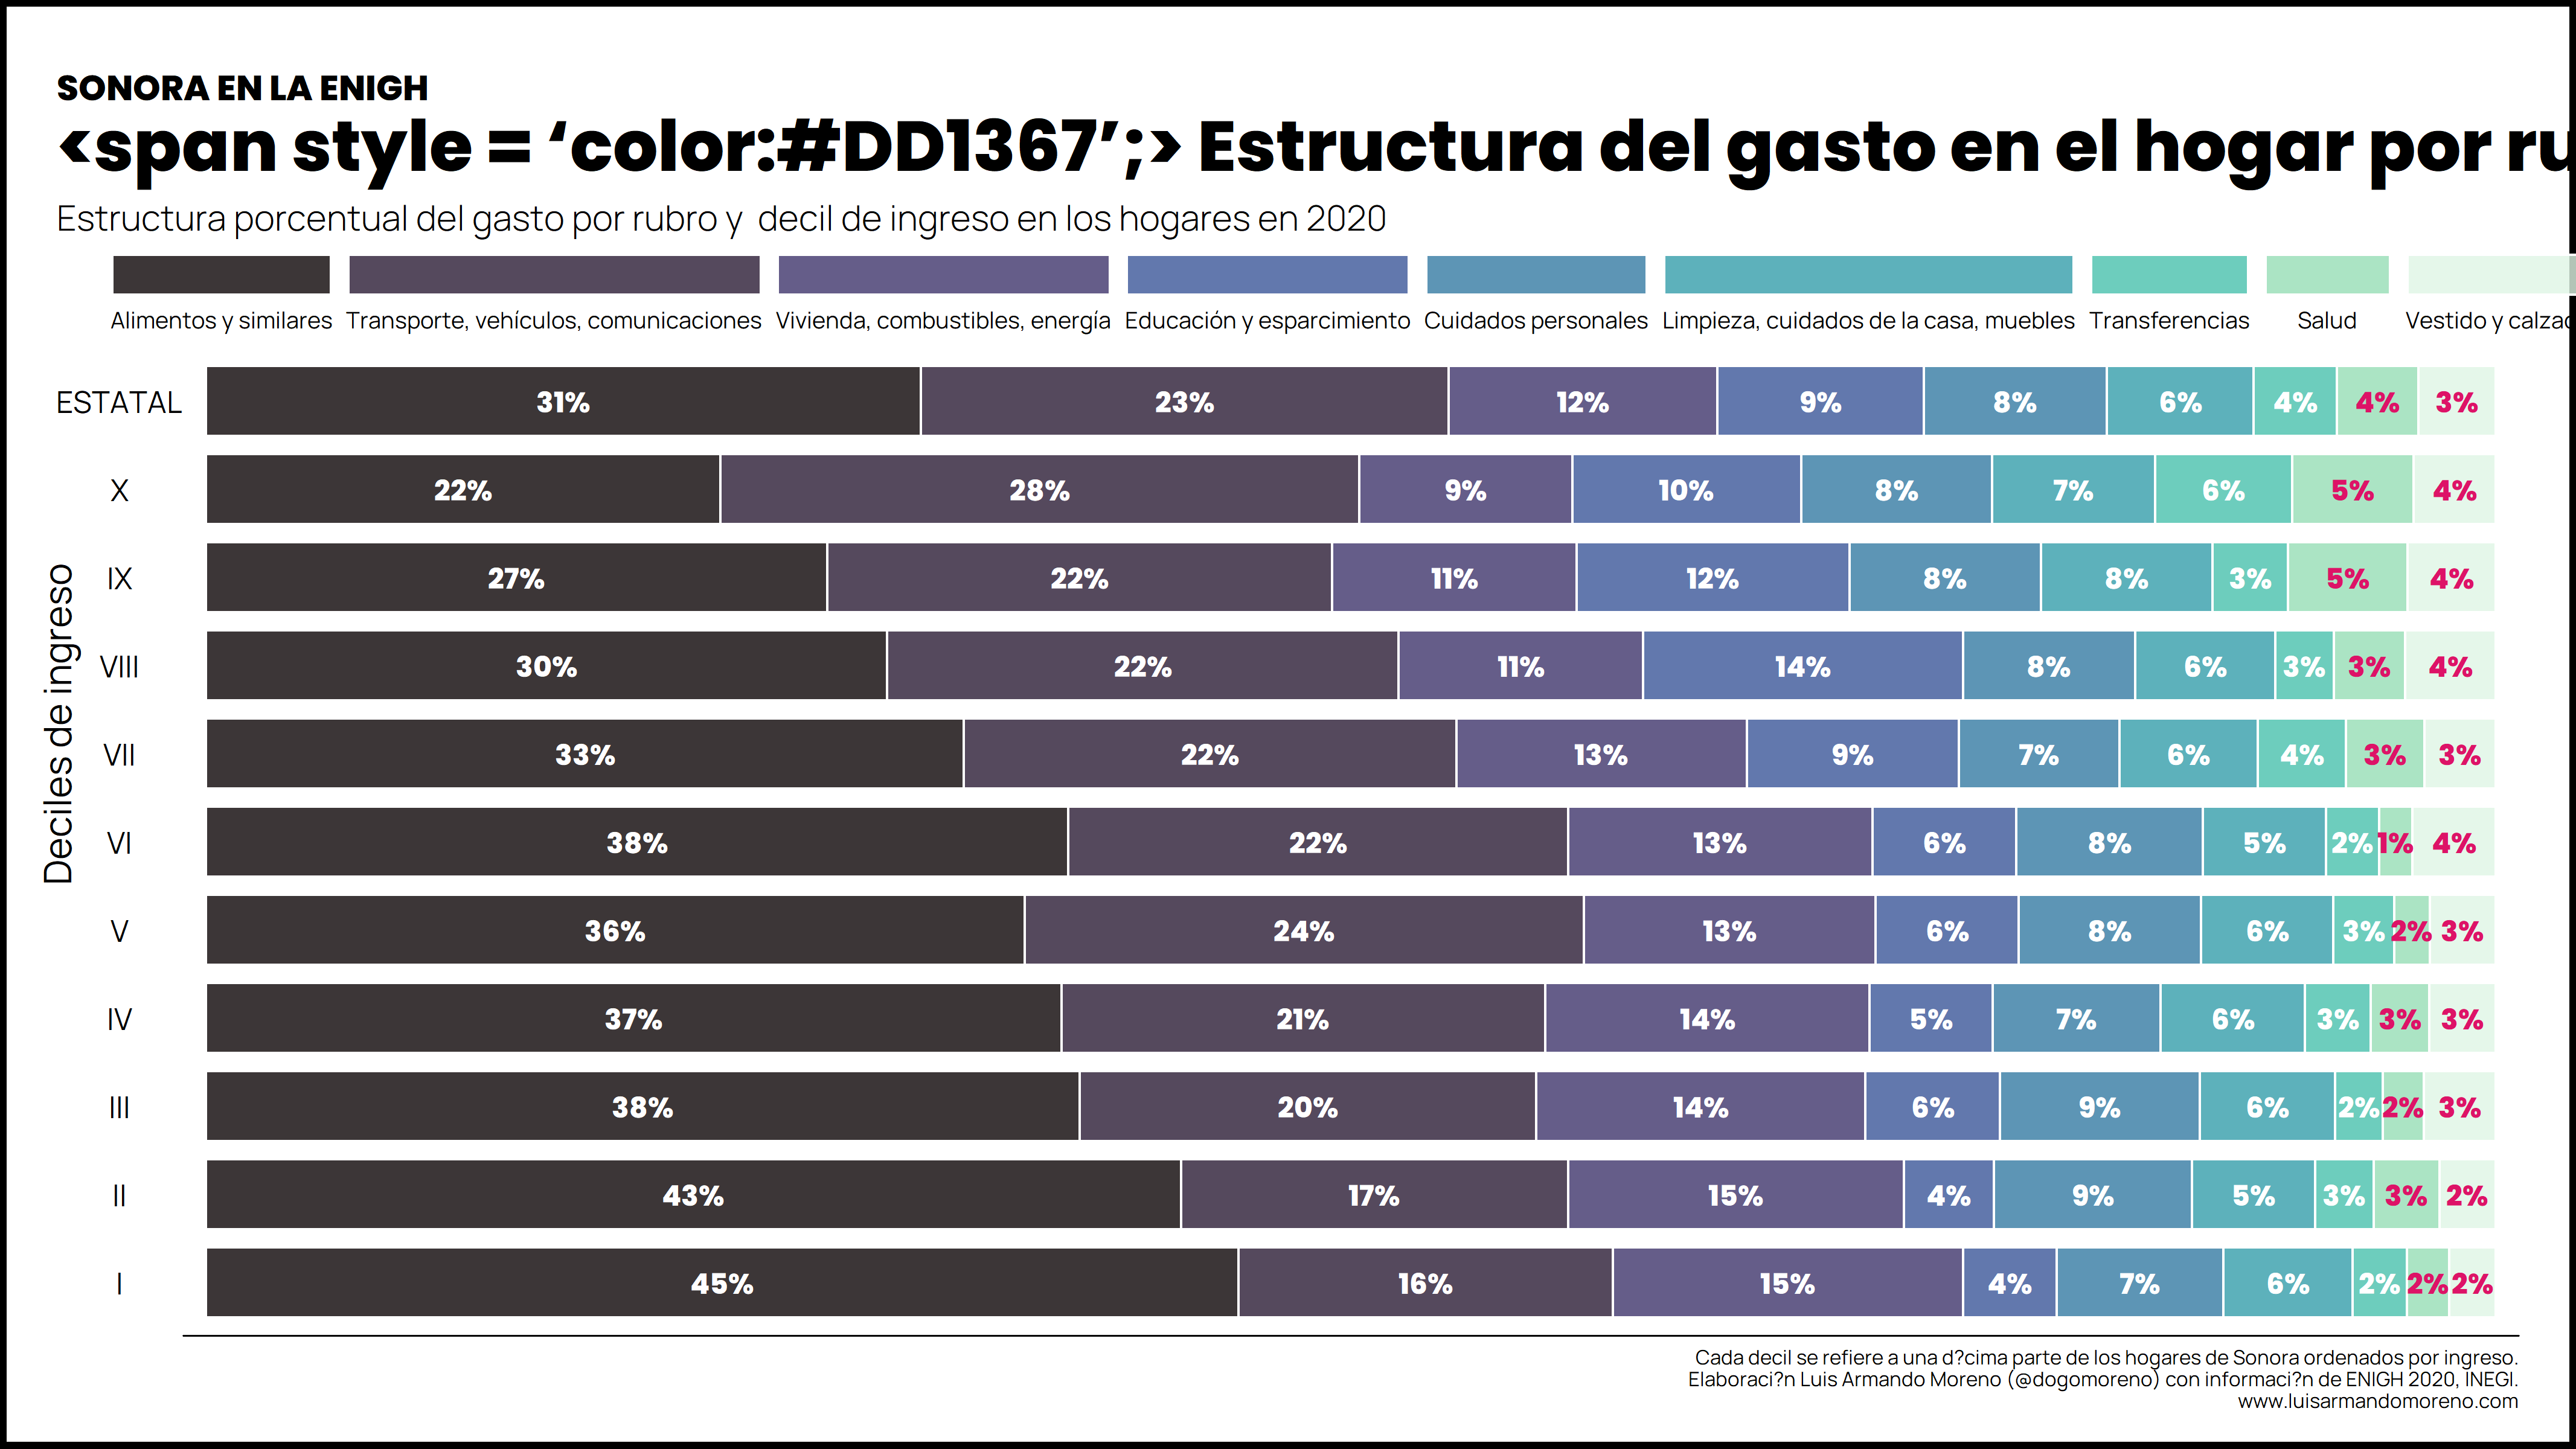 SONORA EN LA ENIGH
<span style = ‘color:#DD1367’;> Estructura del gasto en el hogar por ru
Estructura porcentual del gasto por rubro y  decil de ingreso en los hogares en 2020
Alimentos y similares Transporte, vehículos, comunicaciones Vivienda, combustibles, energía Educación y esparcimiento Cuidados personales Limpieza, cuidados de la casa, muebles Transferencias Salud Vestido y calzad
Deciles de ingreso
ESTATAL 31% 23% 12% 9% 8% 6% 4% 4% 3%
X 22% 28% 9% 10% 8% 7% 6% 5% 4%
IX 27% 22% 11% 12% 8% 8% 3% 5% 4%
VIII 30% 22% 11% 14% 8% 6% 3% 3% 4%
VII 33% 22% 13% 9% 7% 6% 4% 3% 3%
VI 38% 22% 13% 6% 8% 5% 2% 1% 4%
V 36% 24% 13% 6% 8% 6% 3% 2% 3%
IV 37% 21% 14% 5% 7% 6% 3% 3% 3%
III 38% 20% 14% 6% 9% 6% 2% 2% 3%
II 43% 17% 15% 4% 9% 5% 3% 3% 2%
I 45% 16% 15% 4% 7% 6% 2% 2% 2%
Cada decil se refiere a una d?cima parte de los hogares de Sonora ordenados por ingreso.
Elaboraci?n Luis Armando Moreno (@dogomoreno) con informaci?n de ENIGH 2020, INEGI.
www.luisarmandomoreno.com